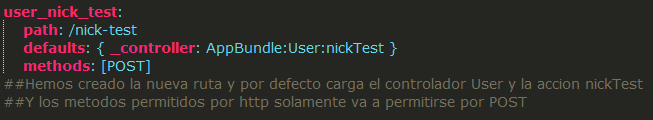 user_nick_test:
path: /nick-test
defaults: { _controller: AppBundle:User:nickTest }
methods: [POST]
##Hemos creado la nueva ruta y por defecto carga el controlador User y la accion nickTest
##Y los metodos permitidos por http solamente va a permitirse por POST